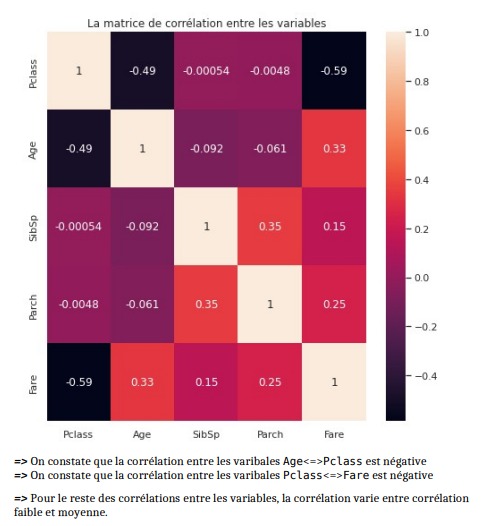 La matrice de corrélation entre les variables
Pclass 1 -0.49 -0.00054 -0.0048 -0.59
Age -0.49 1 -0.092 -0.061 0.33
SibSp -0.00054 -0.092 1 0.35 0.15
Parch -0.0048 -0.061 0.35 1 0.25
Fare -0.59 0.33 0.15 0.25 1
Pclass Age SibSp Parch Fare
1.0
0.8
0.6
0.4
0.2
0.0
−0.2
−0.4
=> On constate que la corrélation entre les varibales Age<=>Pclass est négative
=> On constate que la corrélation entre les varibales Pclass<=>Fare est négative
=> Pour le reste des corrélations entre les variables, la corrélation varie entre corrélation
faible et moyenne.